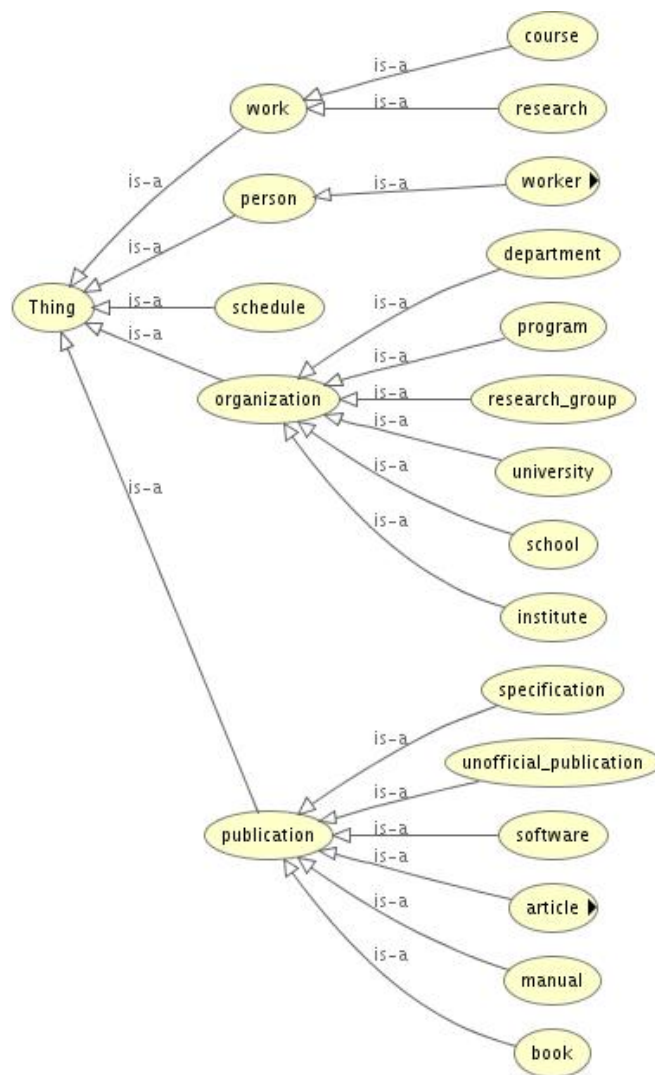 course
is-a
work
is-a
research
is-a
person
is-a
worker
is-a
department
is-a
Thing
is-a
schedule
is-a
program
is-a
is-a
organization
is-a
research_group
is-a
university
is-a
is-a
school
is-a
institute
specification
is-a
unofficial_publication
is-a
publication
is-a
software
is-a
article
is-a
manual
is-a
book